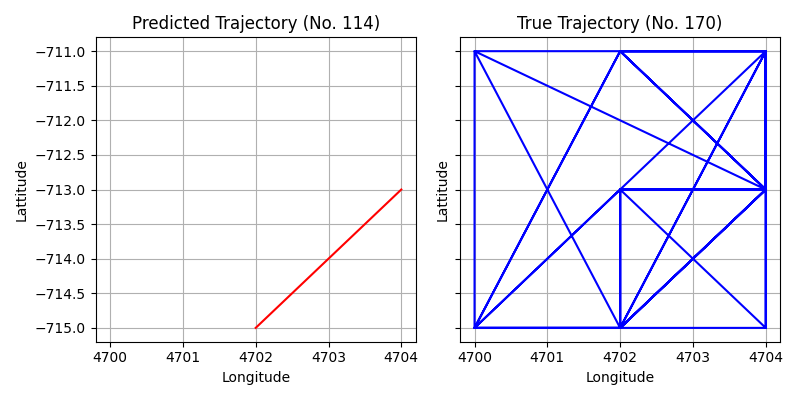 Predicted Trajectory (No. 114)
True Trajectory (No. 170)
−711.0
−711.5
−712.0
−712.5
−713.0
−713.5
−714.0
−714.5
−715.0
Lattitude
Lattitude
4700 4701 4702 4703 4704
4700 4701 4702 4703 4704
Longitude
Longitude